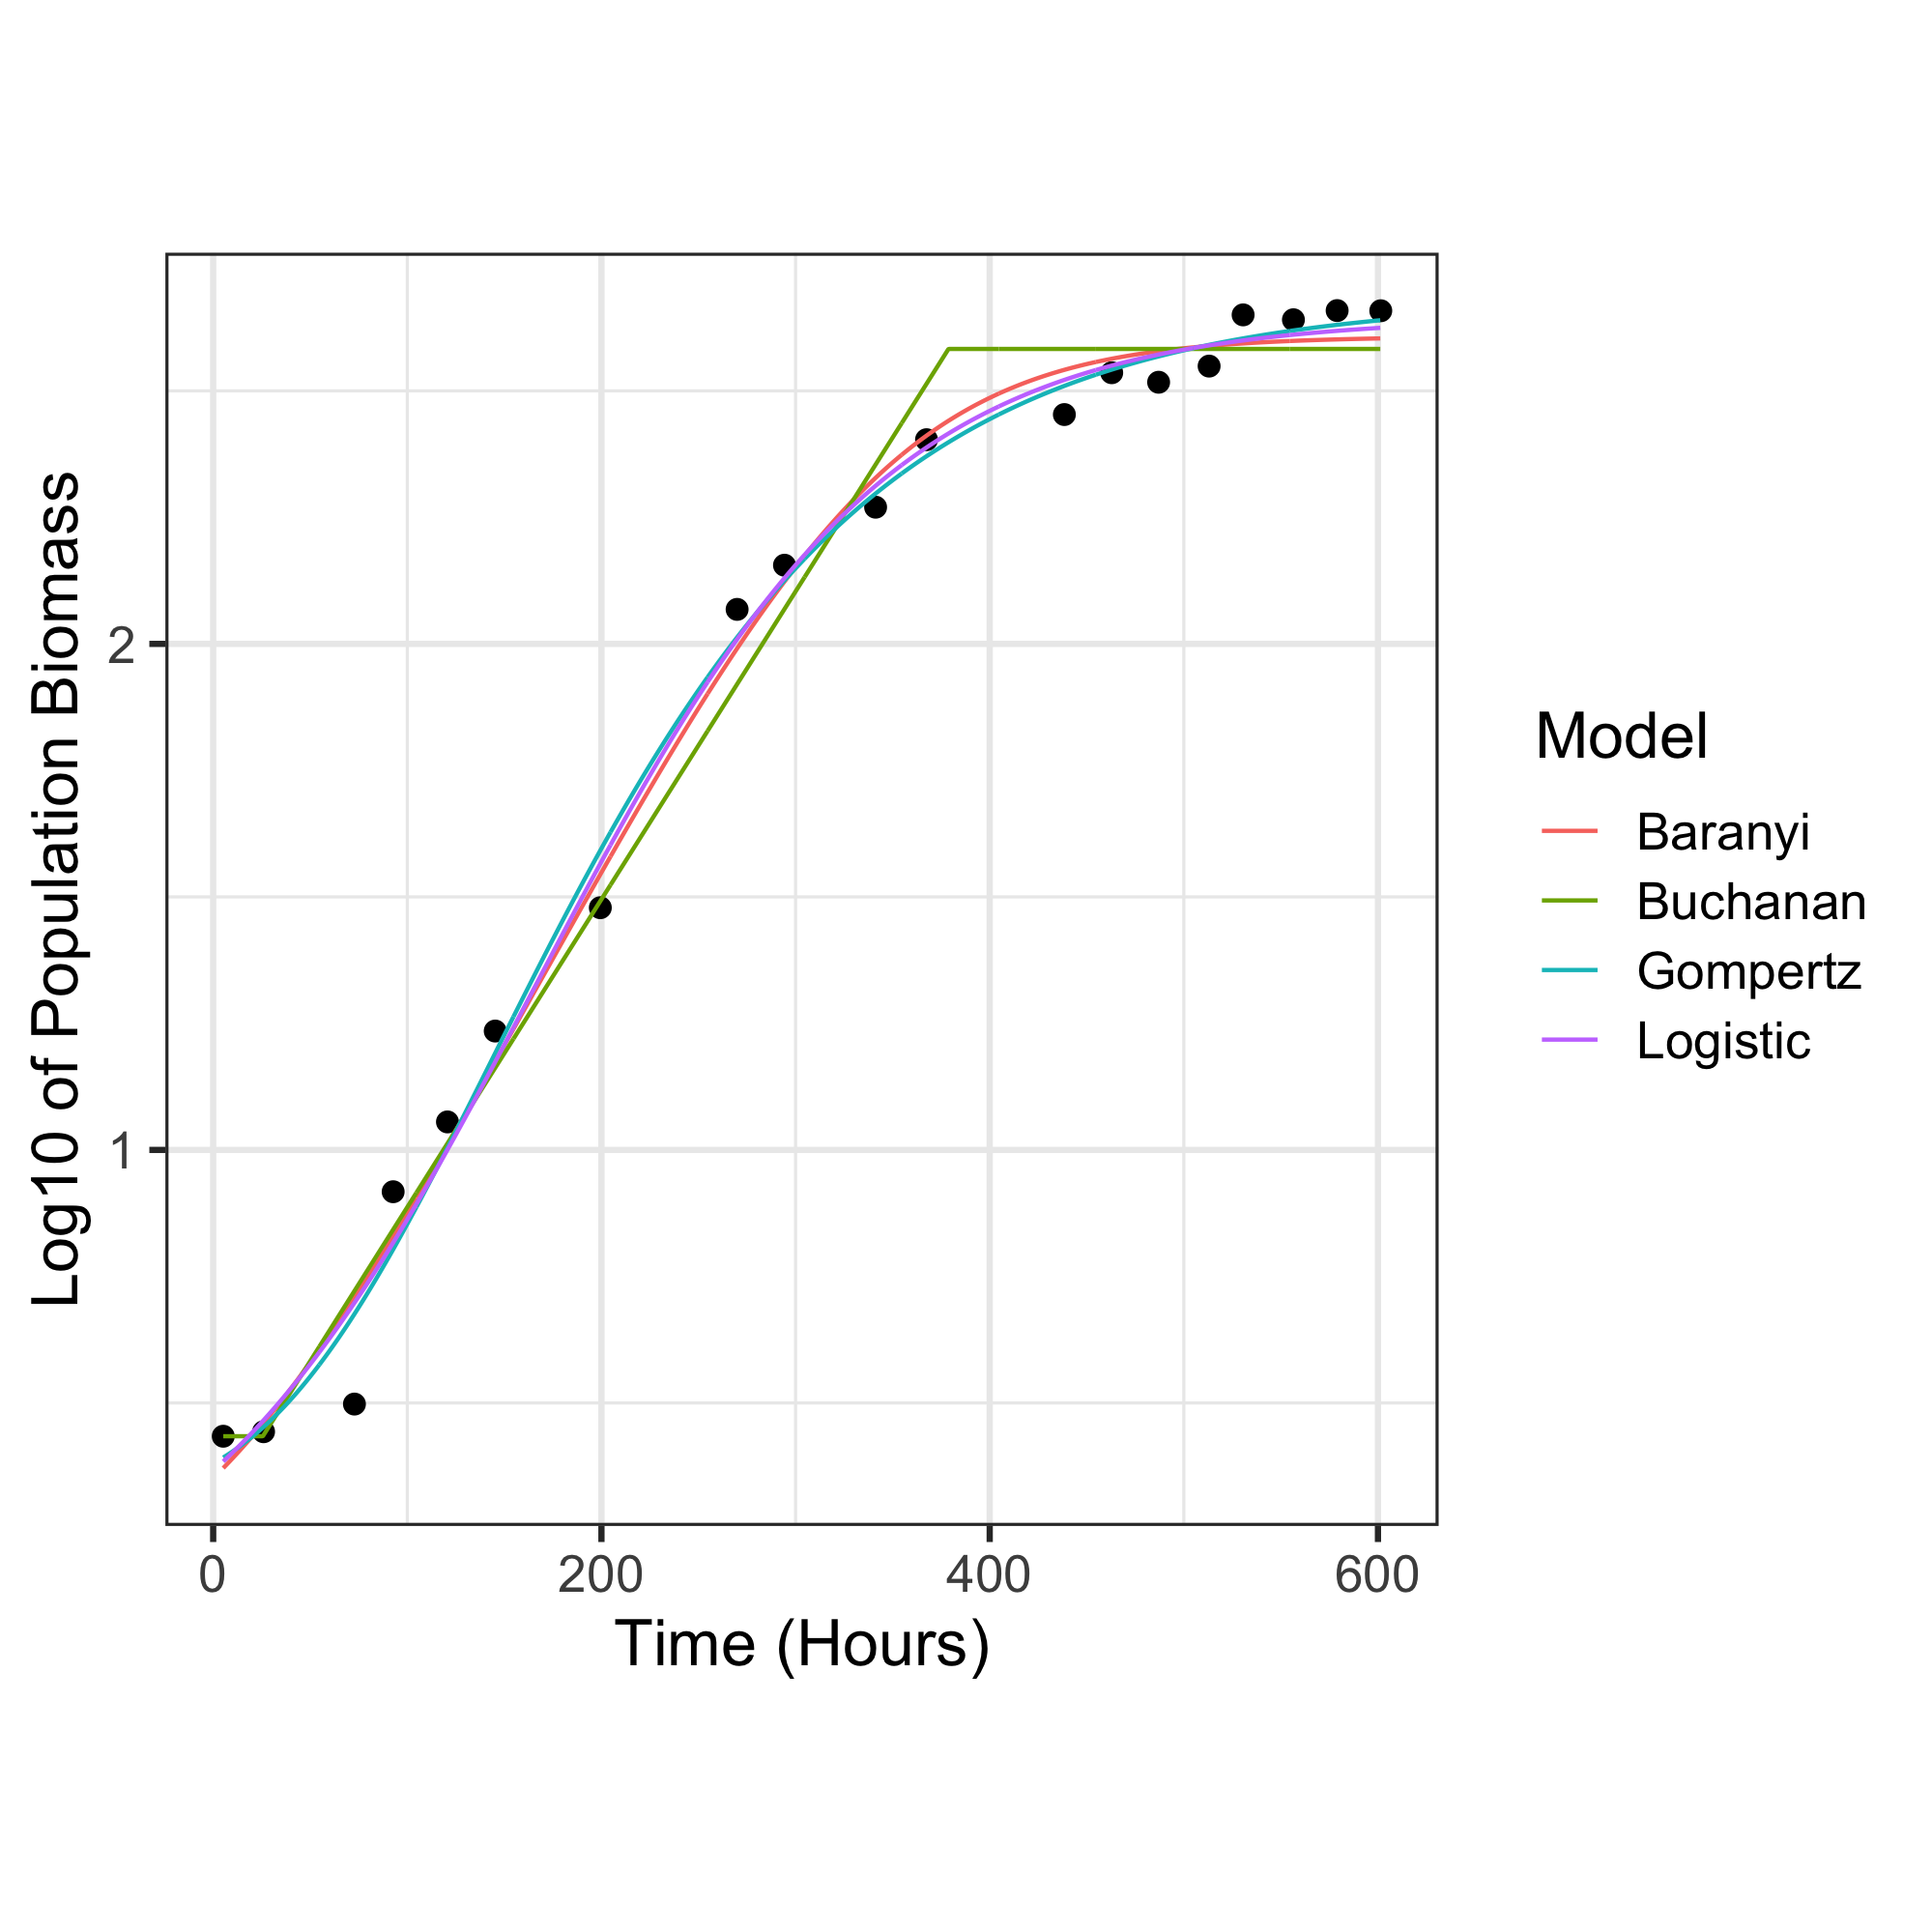 Log10 of Population Biomass
2
1
0 200 400 600
Time (Hours)
Model
Baranyi
Buchanan
Gompertz
Logistic